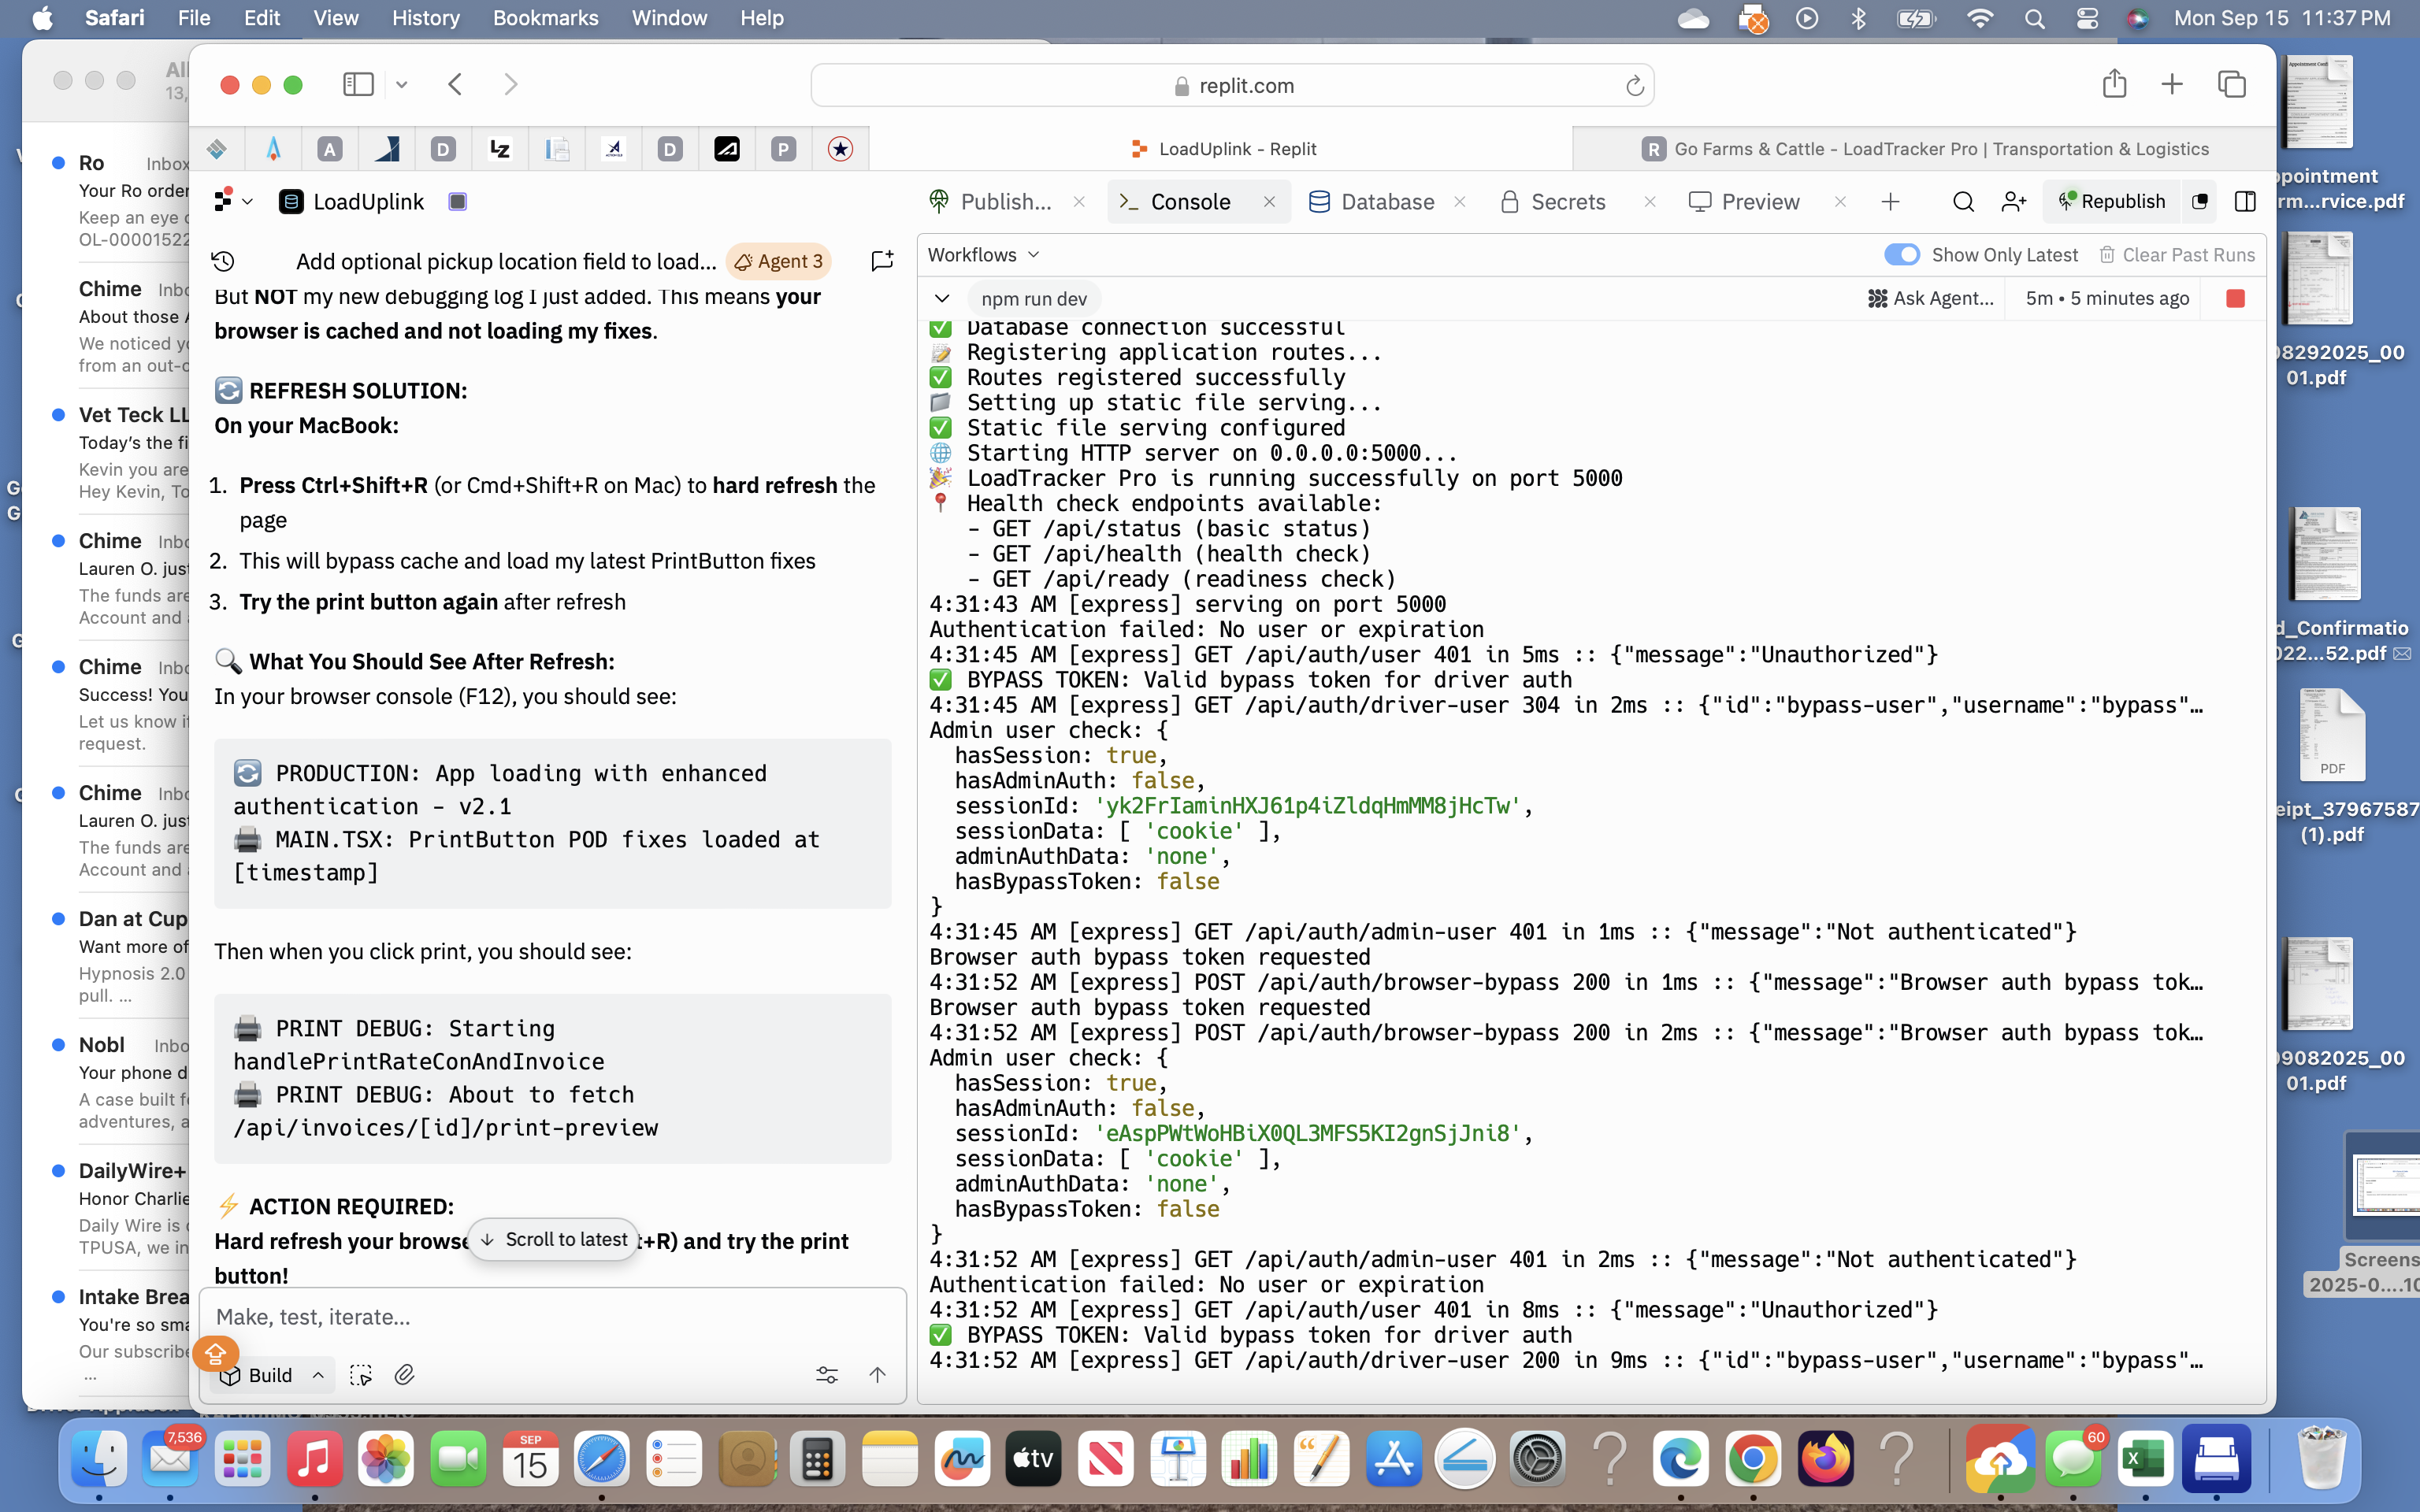 Safari File Edit View History Bookmarks Window Help Mon Sep 15 11:37 PM
All
13,
replit.com
A D LZ D P LoadUplink - Replit R Go Farms & Cattle - LoadTracker Pro | Transportation & Logistics
LoadUplink Publish... Console Database Secrets Preview Republish
Ro Inbox
Your Ro order
Keep an eye
OL-00001522
Chime
About those
We noticed
from an out-
Vet Teck LL
Today's the fi
Kevin you are
Hey Kevin, To
Chime
Lauren O. jus
The funds are
Account and
Chime
Success! You
Let us know i
request.
Chime
Lauren O. jus
The funds are
Account and
Dan at Cup
Want more of
Hypnosis 2.0
pull. ...
Nobl
Your phone d
A case built f
adventures, a
DailyWire+
Honor Charlie
Daily Wire is
TPUSA, we in
Intake Brea
You're so sma
Our subscribe
...
Add optional pickup location field to load... Agent 3
But NOT my new debugging log I just added. This means your
browser is cached and not loading my fixes.
REFRESH SOLUTION:
On your MacBook:
1. Press Ctrl+Shift+R (or Cmd+Shift+R on Mac) to hard refresh the
page
2. This will bypass cache and load my latest PrintButton fixes
3. Try the print button again after refresh
What You Should See After Refresh:
In your browser console (F12), you should see:
PRODUCTION: App loading with enhanced
authentication - v2.1
MAIN.TSX: PrintButton POD fixes loaded at
[timestamp]
Then when you click print, you should see:
PRINT DEBUG: Starting
handlePrintRateConAndInvoice
PRINT DEBUG: About to fetch
/api/invoices/[id]/print-preview
ACTION REQUIRED:
Hard refresh your browse ↓ Scroll to latest t+R) and try the print
button!
Make, test, iterate...
Build
Workflows Show Only Latest Clear Past Runs
npm run dev Ask Agent... 5m • 5 minutes ago
✅ Database connection successful
📝 Registering application routes...
✅ Routes registered successfully
📁 Setting up static file serving...
✅ Static file serving configured
🌐 Starting HTTP server on 0.0.0.0:5000...
🎉 LoadTracker Pro is running successfully on port 5000
📍 Health check endpoints available:
- GET /api/status (basic status)
- GET /api/health (health check)
- GET /api/ready (readiness check)
4:31:43 AM [express] serving on port 5000
Authentication failed: No user or expiration
4:31:45 AM [express] GET /api/auth/user 401 in 5ms :: {"message":"Unauthorized"}
✅ BYPASS TOKEN: Valid bypass token for driver auth
4:31:45 AM [express] GET /api/auth/driver-user 304 in 2ms :: {"id":"bypass-user","username":"bypass"…
Admin user check: {
hasSession: true,
hasAdminAuth: false,
sessionId: 'yk2FrIaminHXJ61p4iZldqHmMM8jHcTw',
sessionData: [ 'cookie' ],
adminAuthData: 'none',
hasBypassToken: false
}
4:31:45 AM [express] GET /api/auth/admin-user 401 in 1ms :: {"message":"Not authenticated"}
Browser auth bypass token requested
4:31:52 AM [express] POST /api/auth/browser-bypass 200 in 1ms :: {"message":"Browser auth bypass tok…
Browser auth bypass token requested
4:31:52 AM [express] POST /api/auth/browser-bypass 200 in 2ms :: {"message":"Browser auth bypass tok…
Admin user check: {
hasSession: true,
hasAdminAuth: false,
sessionId: 'eAspPWtWoHBiX0QL3MFS5KI2gnSjJni8',
sessionData: [ 'cookie' ],
adminAuthData: 'none',
hasBypassToken: false
}
4:31:52 AM [express] GET /api/auth/admin-user 401 in 2ms :: {"message":"Not authenticated"}
Authentication failed: No user or expiration
4:31:52 AM [express] GET /api/auth/user 401 in 8ms :: {"message":"Unauthorized"}
✅ BYPASS TOKEN: Valid bypass token for driver auth
4:31:52 AM [express] GET /api/auth/driver-user 200 in 9ms :: {"id":"bypass-user","username":"bypass"…
ppointment
rm...rvice.pdf
08292025_00
01.pdf
d_Confirmatio
022...52.pdf
PDF
eipt_37967587
(1).pdf
09082025_00
01.pdf
Screens
2025-0....10
7,536
SEP
15
tv
60